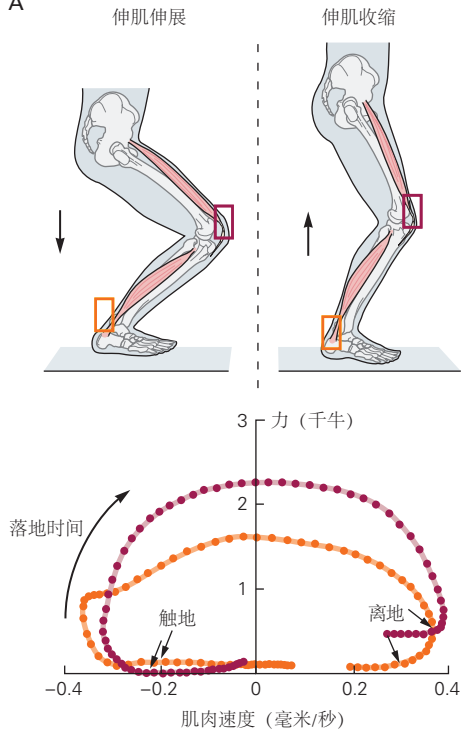 A
伸肌伸展
伸肌收缩
3 力 (千牛)
2
落地时间
1
触地
离地
−0.4 −0.2 0 0.2 0.4
肌肉速度 (毫米/秒)